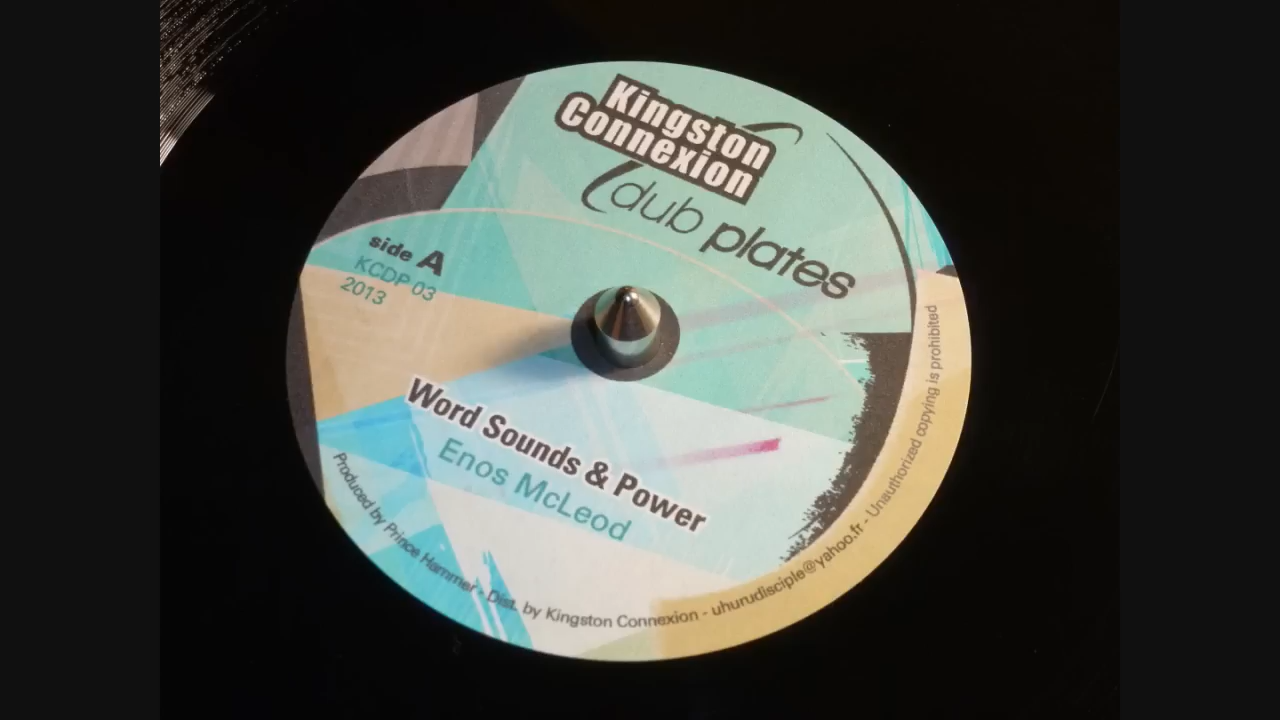 Kingston
Connexion
dub plates
side A
KCDP 03
2013
Word Sounds & Power
Enos McLeod
Produced by Prince Hammer - Dist. by Kingston Connexion - uhurudisciple@yahoo.fr - Unauthorized copying is prohibited